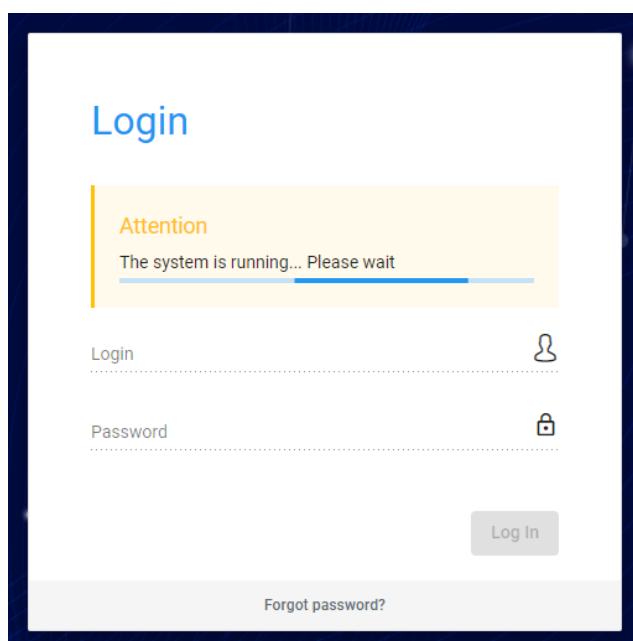 Login
Attention
The system is running... Please wait
Login
Password
Log In
Forgot password?